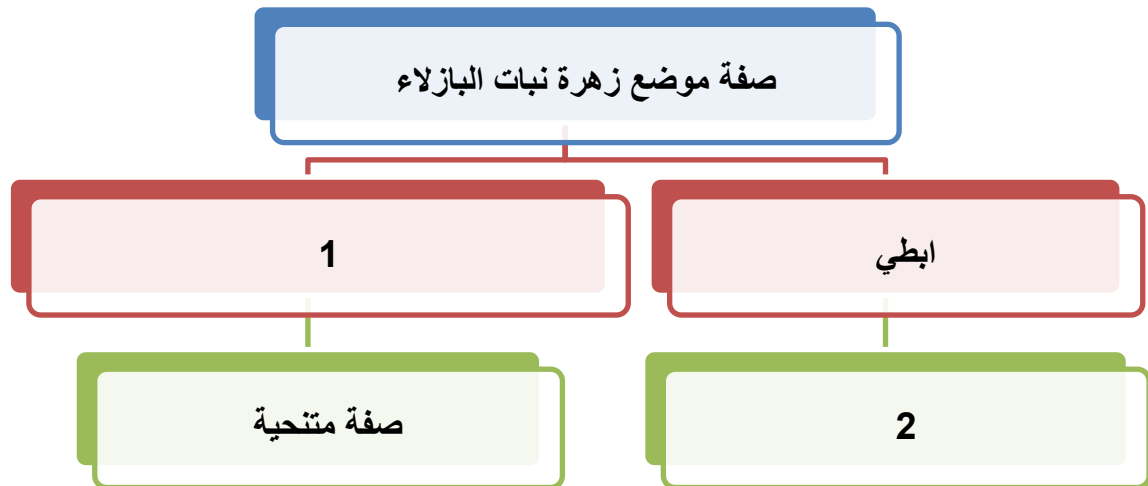 صفة موضع زهرة نبات البازلاء
ابطي
1
2
صفة متنحية